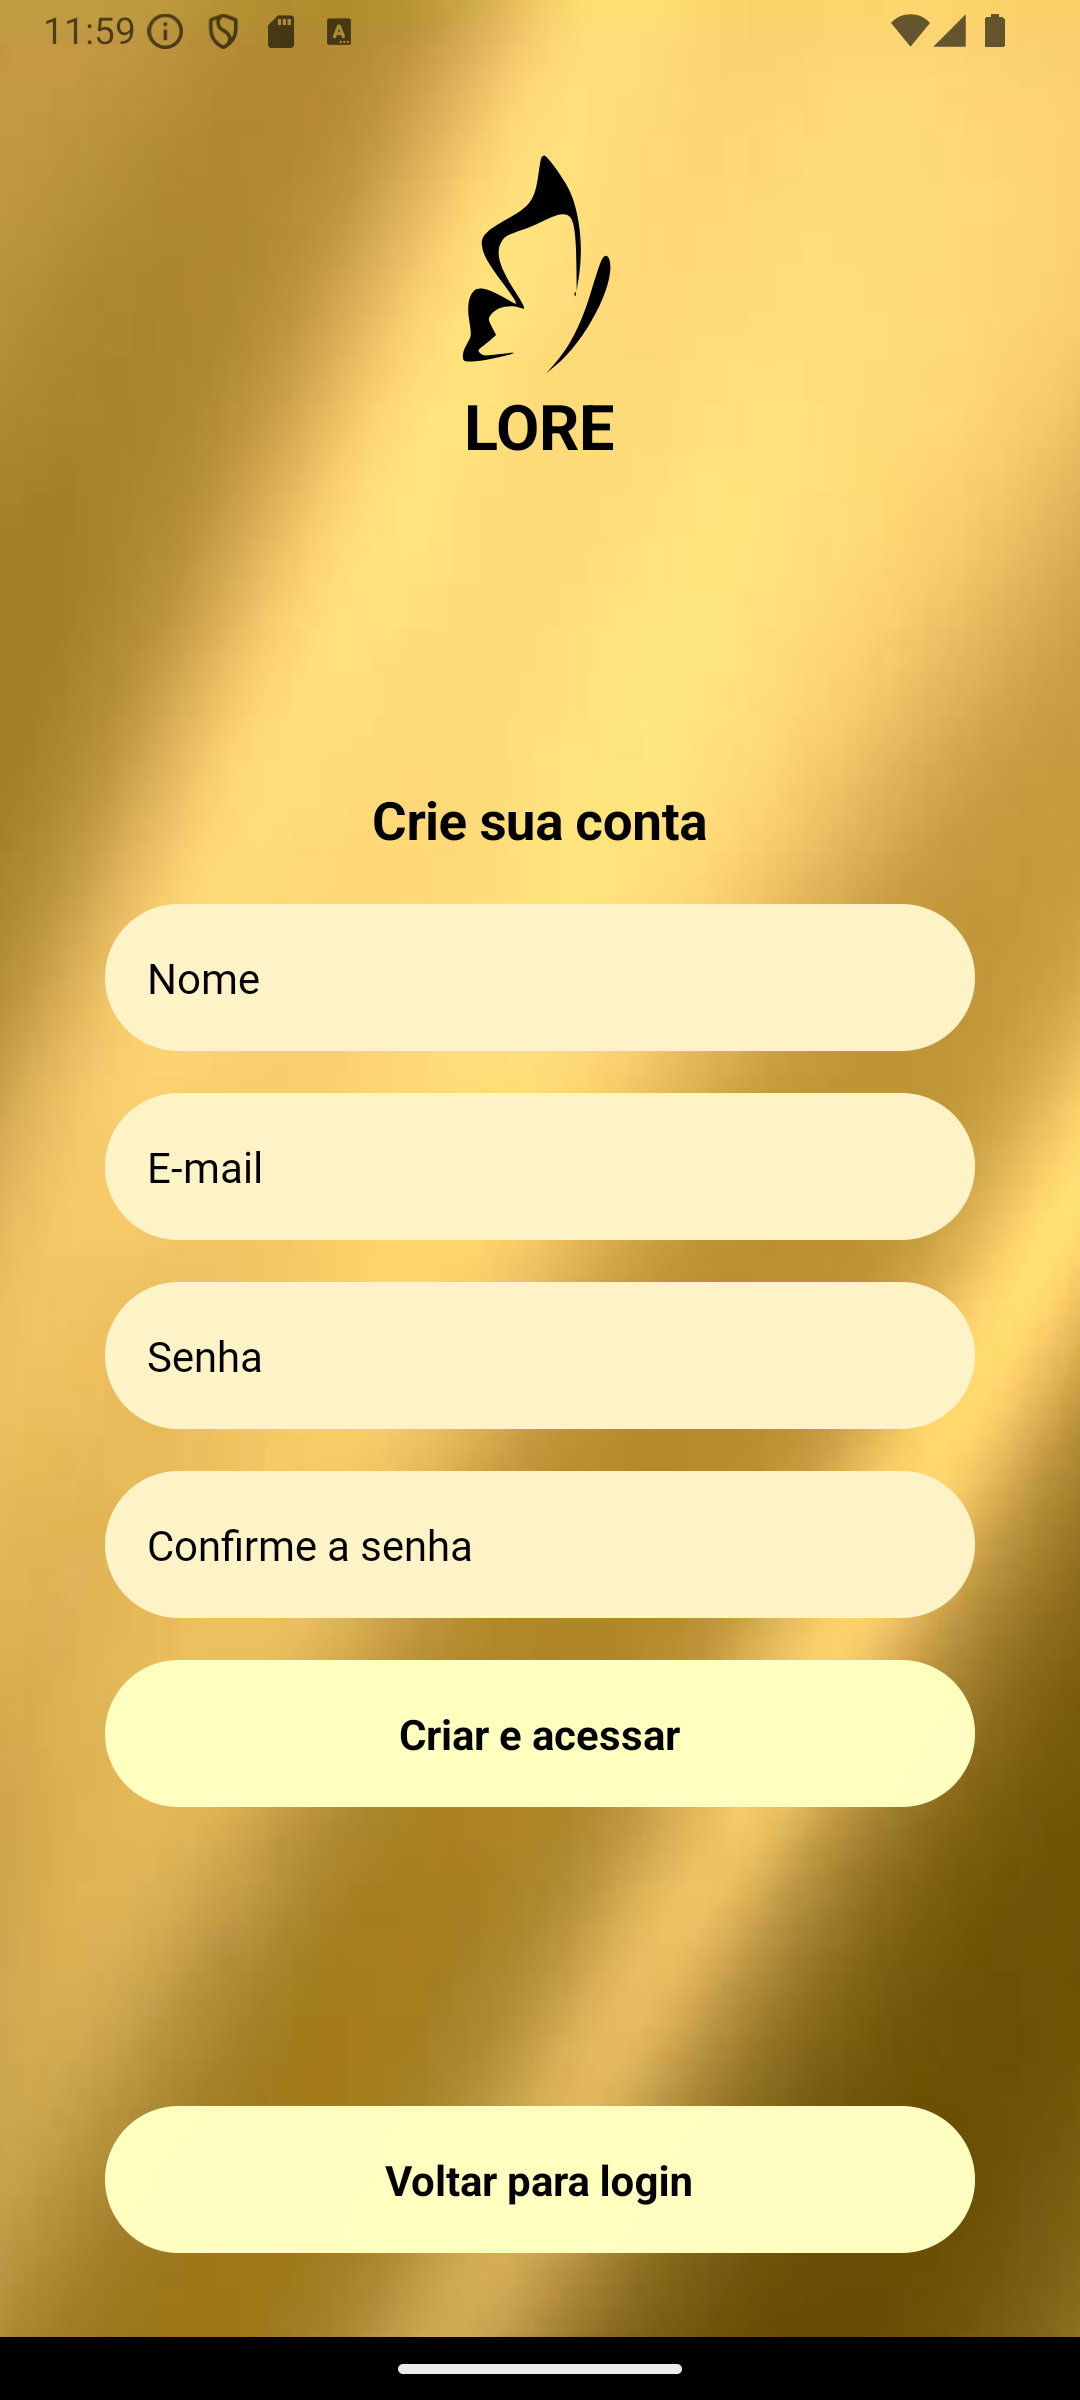 11:59
LORE
Crie sua conta
Nome
E-mail
Senha
Confirme a senha
Criar e acessar
Voltar para login